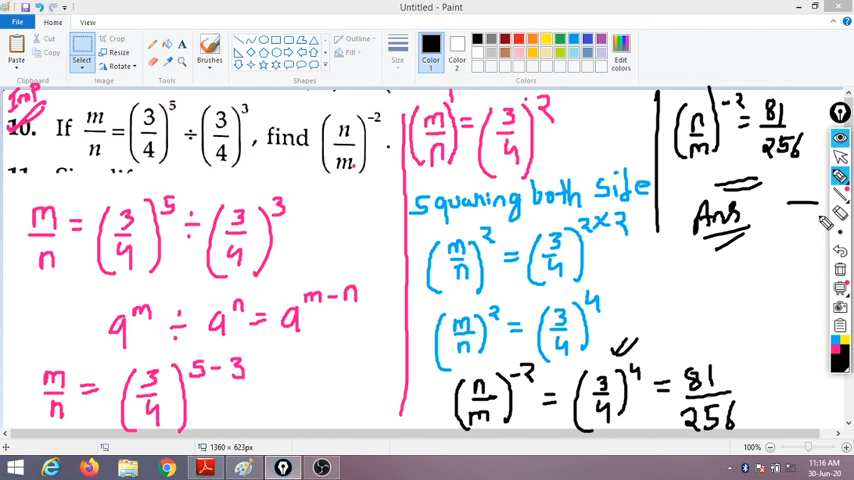 Untitled - Paint
File Home View
Cut
Copy
Paste
Clipboard
Crop
Resize
Rotate
Select
Image
Tools
Brushes
Shapes
Outline
Fill
Size
Color 1
Color 2
Colors
Edit colors
Imp
10. If m/n = (3/4)^5 ÷ (3/4)^3, find (n/m)^-2.
m/n = (3/4)^5 ÷ (3/4)^3
a^m ÷ a^n = a^m-n
m/n = (3/4)^5-3
(m/n)^1 = (3/4)^2
Squaring both side
(m/n)^2 = (3/4)^2×2
(m/n)^2 = (3/4)^4
(n/m)^-2 = (3/4)^4 = 81/256
(n/m)^-2 = 81/256
Ans
1360 × 623px
100%
11:16 AM
30-Jun-20